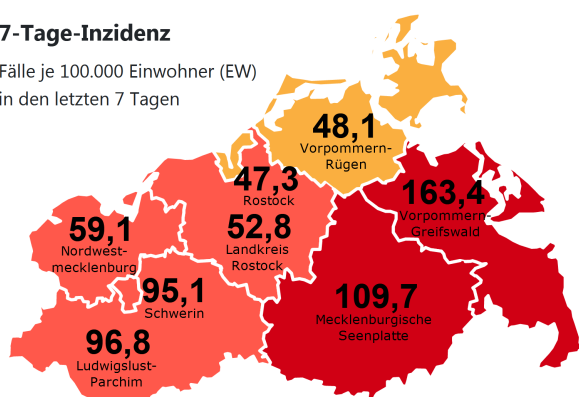 7-Tage-Inzidenz
Fälle je 100.000 Einwohner (EW)
in den letzten 7 Tagen
48,1
Vorpommern-
Rügen
47,3
Rostock
163,4
Vorpommern-
Greifswald
59,1
Nordwest-
mecklenburg
52,8
Landkreis
Rostock
95,1
Schwerin
109,7
Mecklenburgische
Seenplatte
96,8
Ludwigslust-
Parchim